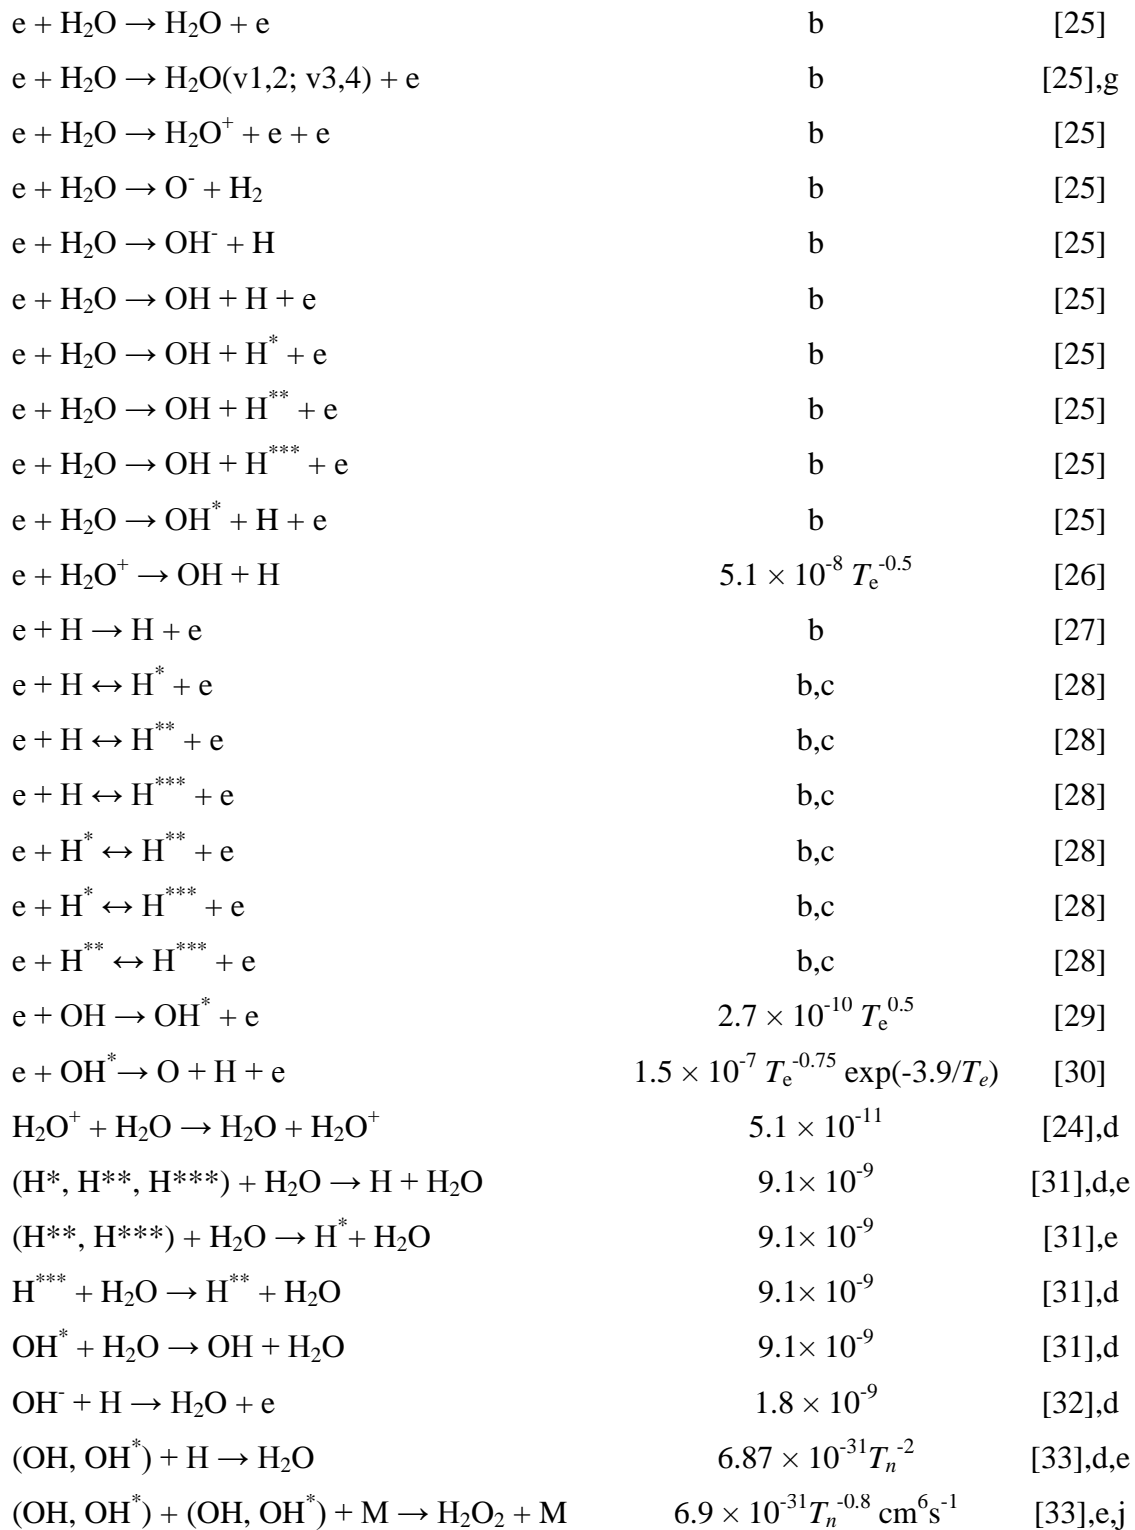 e + H₂O → H₂O + e b [25]
e + H₂O → H₂O(v1,2; v3,4) + e b [25],g
e + H₂O → H₂O⁺ + e + e b [25]
e + H₂O → O⁻ + H₂ b [25]
e + H₂O → OH⁻ + H b [25]
e + H₂O → OH + H + e b [25]
e + H₂O → OH + H^* + e b [25]
e + H₂O → OH + H^** + e b [25]
e + H₂O → OH + H^*** + e b [25]
e + H₂O → OH^* + H + e b [25]
e + H₂O⁺ → OH + H 5.1 × 10⁻⁸ Tₑ^-0.5 [26]
e + H → H + e b [27]
e + H ↔ H^* + e b,c [28]
e + H ↔ H^** + e b,c [28]
e + H ↔ H^*** + e b,c [28]
e + H^* ↔ H^** + e b,c [28]
e + H^* ↔ H^*** + e b,c [28]
e + H^** ↔ H^*** + e b,c [28]
e + OH → OH^* + e 2.7 × 10⁻¹⁰ Tₑ^0.5 [29]
e + OH^*→ O + H + e 1.5 × 10⁻⁷ Tₑ^-0.75 exp(-3.9/Tₑ) [30]
H₂O⁺ + H₂O → H₂O + H₂O⁺ 5.1 × 10⁻¹¹ [24],d
(H*, H**, H***) + H₂O → H + H₂O 9.1× 10⁻⁹ [31],d,e
(H**, H***) + H₂O → H^*+ H₂O 9.1× 10⁻⁹ [31],e
H^*** + H₂O → H^** + H₂O 9.1× 10⁻⁹ [31],d
OH^* + H₂O → OH + H₂O 9.1× 10⁻⁹ [31],d
OH⁻ + H → H₂O + e 1.8 × 10⁻⁹ [32],d
(OH, OH^*) + H → H₂O 6.87 × 10⁻³¹Tₙ⁻² [33],d,e
(OH, OH^*) + (OH, OH^*) + M → H₂O₂ + M 6.9 × 10⁻³¹Tₙ^-0.8 cm⁶s⁻¹ [33],e,j